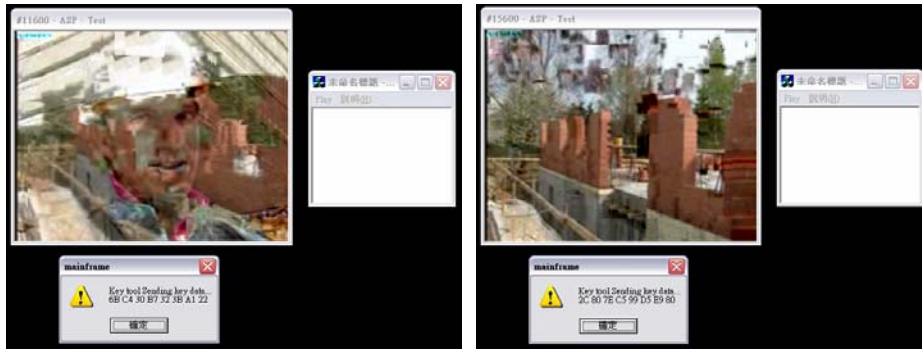 #11600 - ASP - Test
未命名標題 -...
Play 說明(H)
mainframe
Key tool Sending key data...
6B C4 30 B7 32 3B A1 22
確定
#15600 - ASP - Test
未命名標題 -...
Play 說明(H)
mainframe
Key tool Sending key data...
2C 80 7E C5 99 D5 E9 80
確定